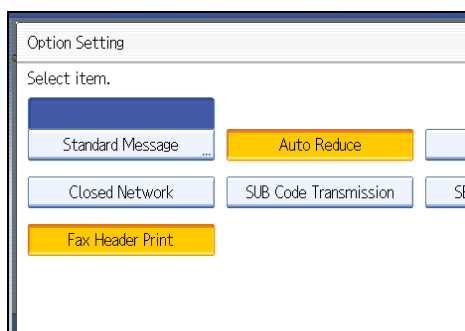 Option Setting
Select item.
Standard Message ...
Auto Reduce
Closed Network
SUB Code Transmission
Fax Header Print